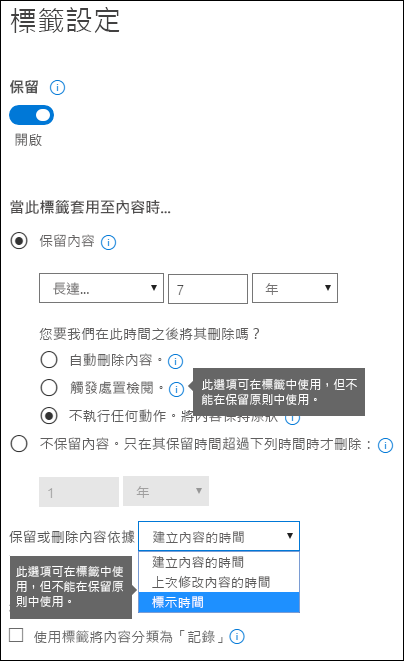 標籤設定
保留
開啟
當此標籤套用至內容時...
保留內容
長達... 7 年
您要我們在此時間之後將其刪除嗎？
自動刪除內容。
觸發處置檢閱。
此選項可在標籤中使用，但不
能在保留原則中使用。
不執行任何動作。將內容保持原狀
不保留內容。只在其保留時間超過下列時間時才刪除：
1 年
保留或刪除內容依據 建立內容的時間
建立內容的時間
上次修改內容的時間
標示時間
此選項可在標籤中使
用，但不能在保留原
則中使用。
使用標籤將內容分類為「記錄」